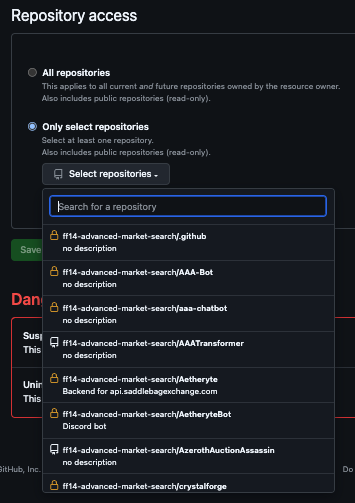 Repository access
All repositories
This applies to all current and future repositories owned by the resource owner.
Also includes public repositories (read-only).
Only select repositories
Select at least one repository.
Also includes public repositories (read-only).
Select repositories
Search for a repository
ff14-advanced-market-search/.github
no description
Save
ff14-advanced-market-search/AAA-Bot
no description
Dan
ff14-advanced-market-search/aaa-chatbot
no description
Susp
This
ff14-advanced-market-search/AAATransformer
no description
Unin
This
ff14-advanced-market-search/Aetheryte
Backend for api.saddlebagexchange.com
ff14-advanced-market-search/AetheryteBot
Discord bot
ff14-advanced-market-search/AzerothAuctionAssassin
no description
GitHub, Inc.
Do
ff14-advanced-market-search/crystalforge